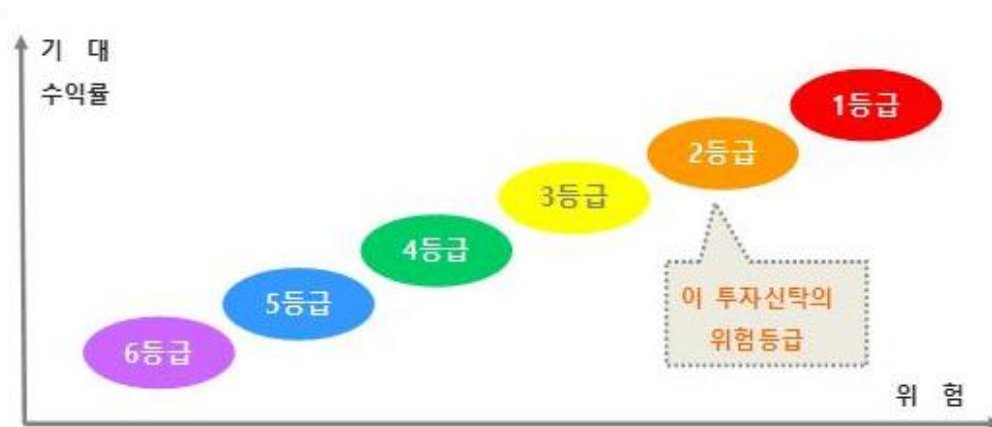 기 대
수익률
1등급
2등급
3등급
4등급
5등급
6등급
이 투자신탁의
위험등급
위 험